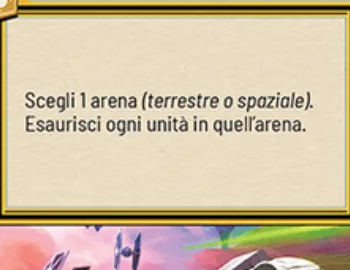 Scegli 1 arena (terrestre o spaziale).
Esaurisci ogni unità in quell'arena.